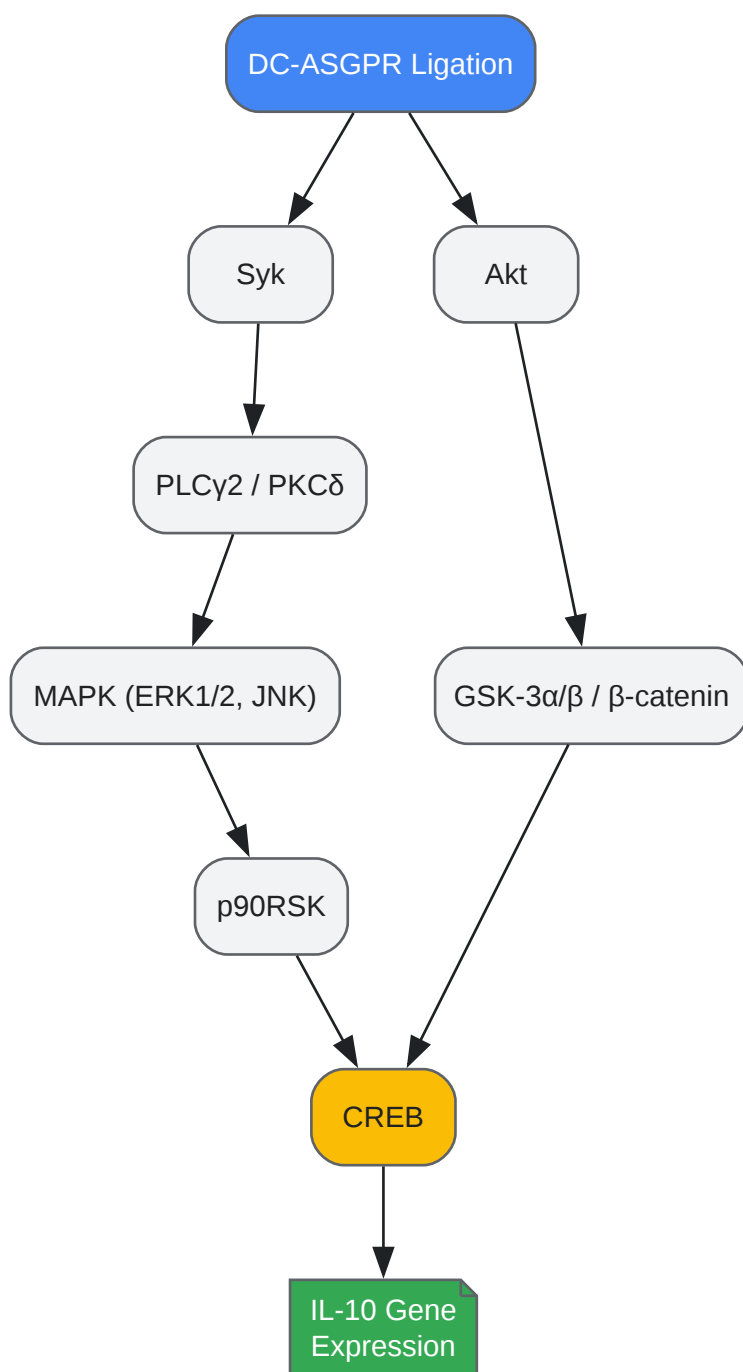 DC-ASGPR Ligation
Syk
Akt
PLCγ2 / PKCδ
MAPK (ERK1/2, JNK)
GSK-3α/β / β-catenin
p90RSK
CREB
IL-10 Gene
Expression